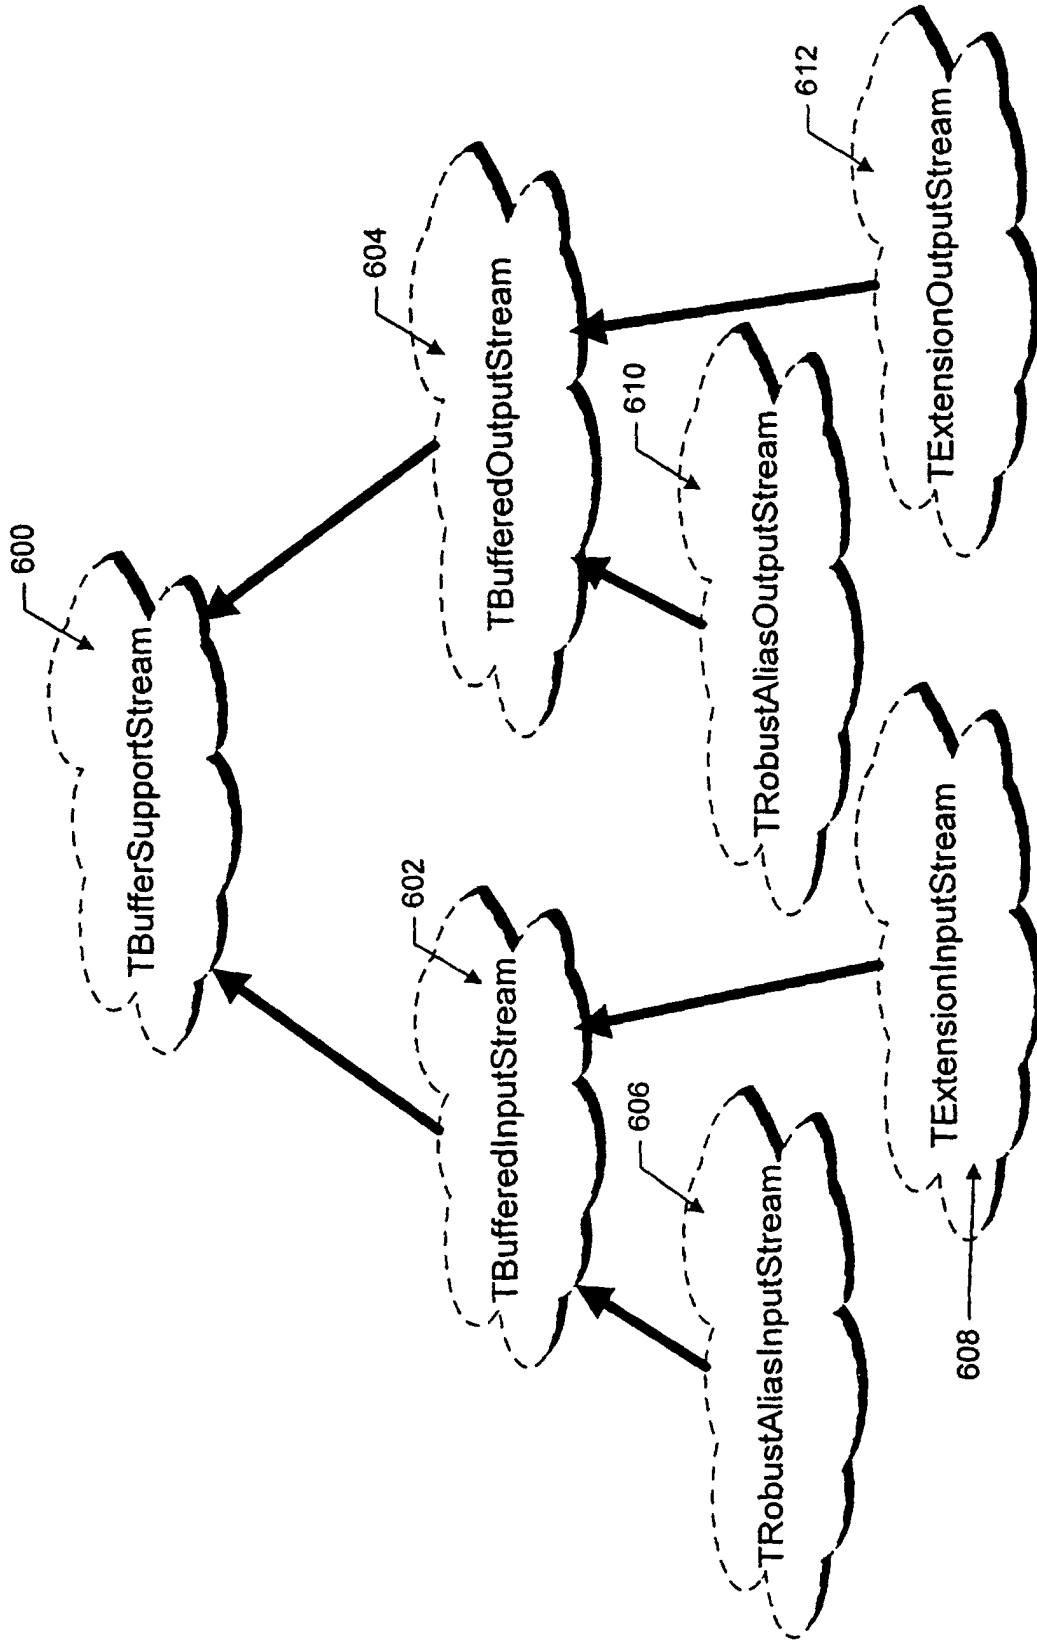 600
TBufferSupportStream
602
TBufferedInputStream
604
TBufferedOutputStream
606
TRobustAliasInputStream
608
TExtensionInputStream
610
TRobustAliasOutputStream
612
TExtensionOutputStream